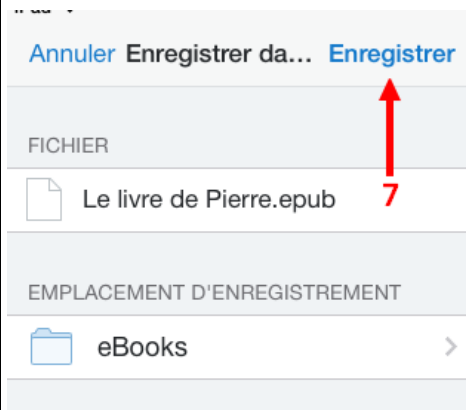 Annuler Enregistrer da... Enregistrer
FICHIER
Le livre de Pierre.epub
7
EMPLACEMENT D'ENREGISTREMENT
eBooks